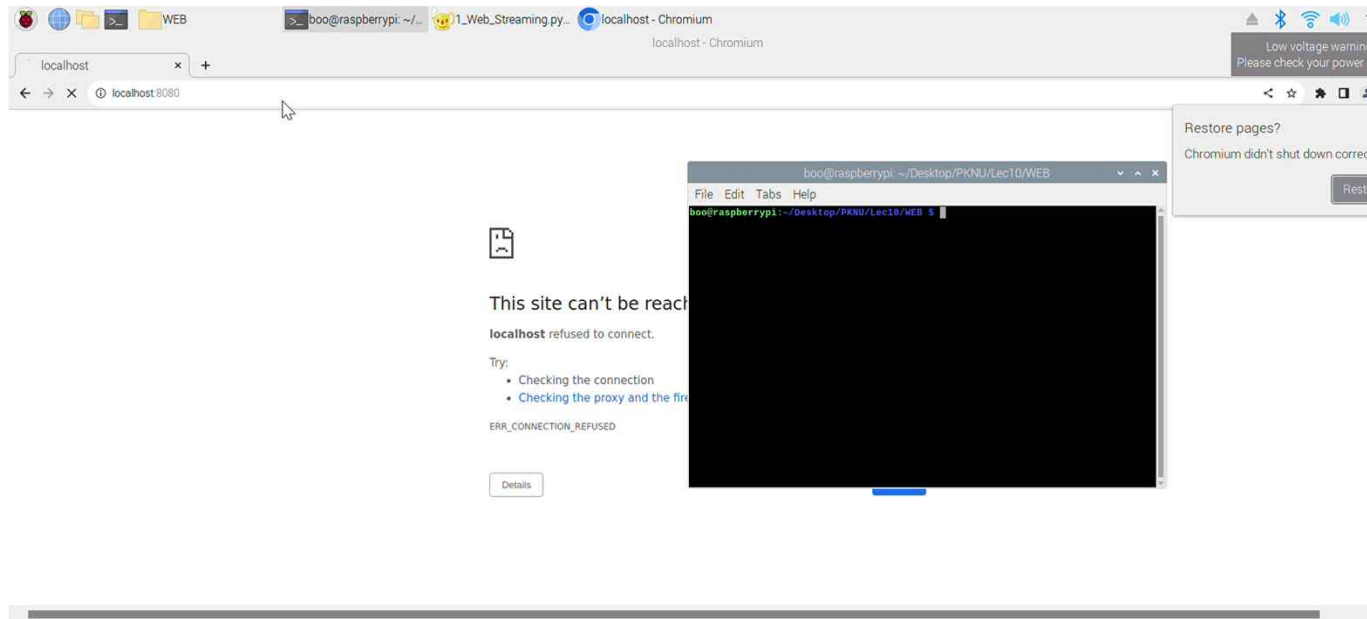 WEB
boo@raspberrypi: ~/...
1_Web_Streaming.py...
localhost - Chromium
localhost - Chromium
Low voltage warnin
Please check your power
localhost
localhost:8080
Restore pages?
Chromium didn't shut down correc
Rest
boo@raspberrypi: ~/Desktop/PKNU/Lec10/WEB
File Edit Tabs Help
boo@raspberrypi:~/Desktop/PKNU/Lec10/WEB $
This site can't be reach
localhost refused to connect.
Try:
• Checking the connection
• Checking the proxy and the fire
ERR_CONNECTION_REFUSED
Details